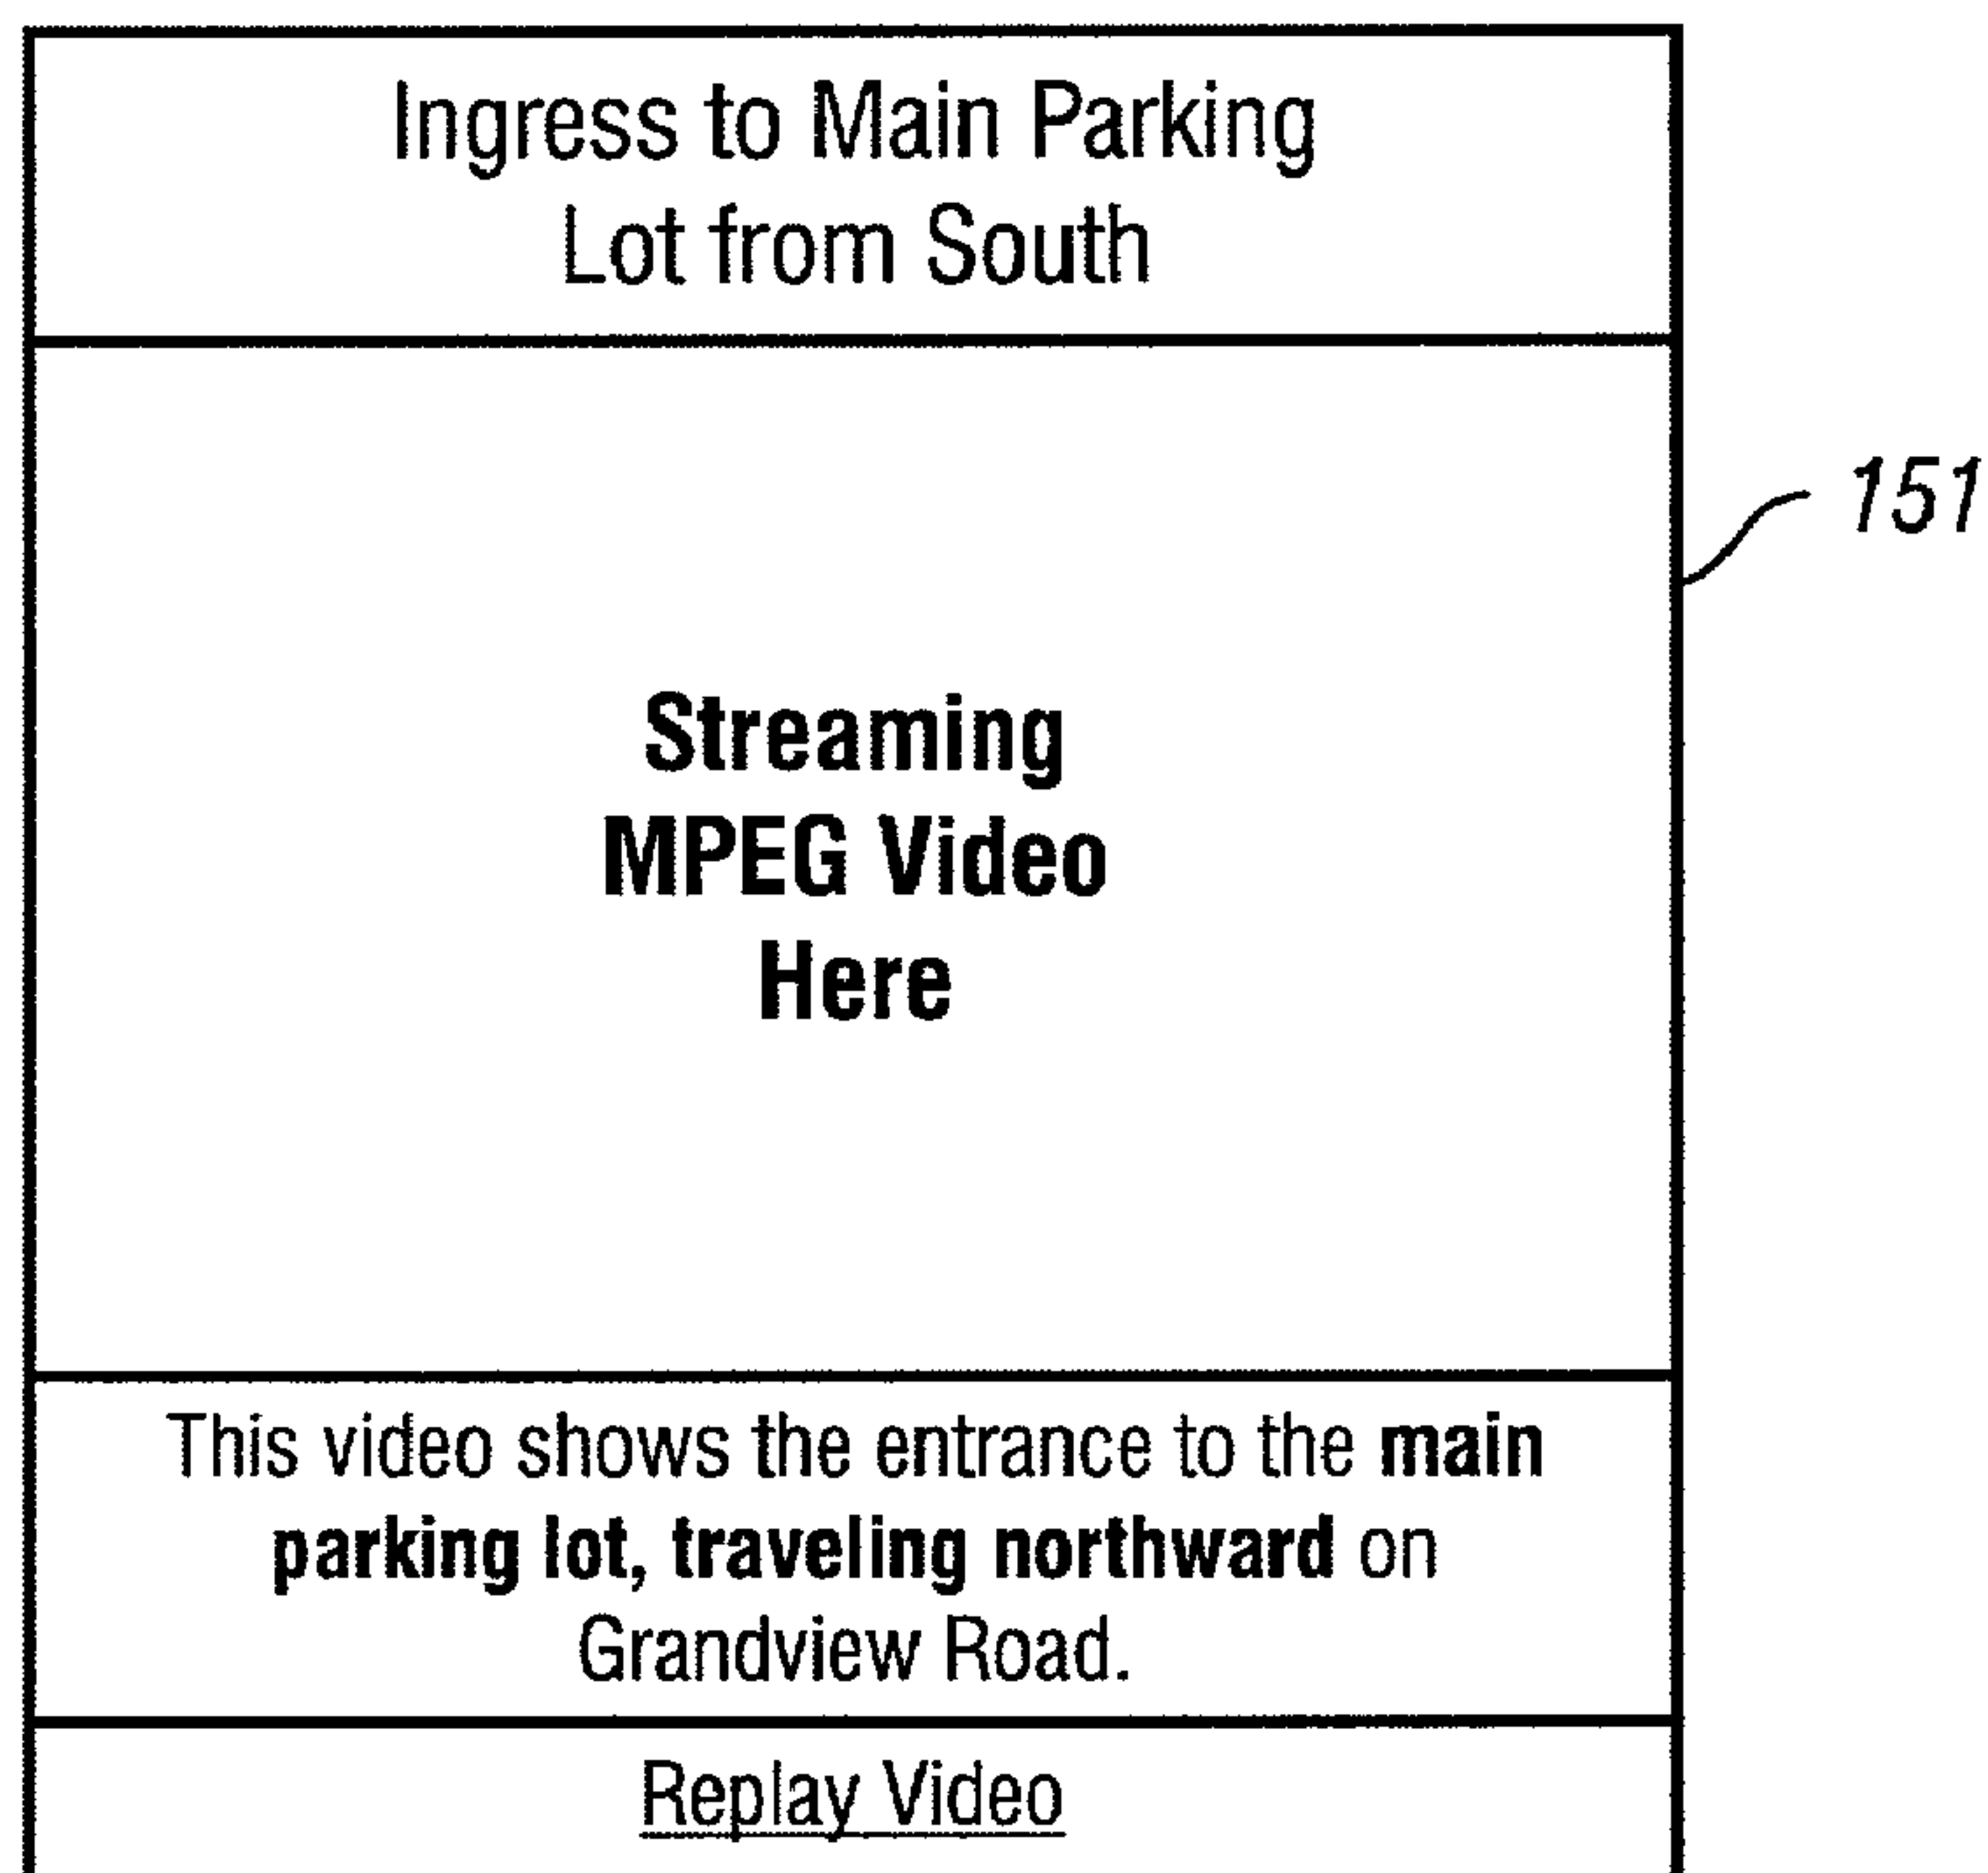 Ingress to Main Parking
Lot from South
151
Streaming
MPEG Video
Here
This video shows the entrance to the main
parking lot, traveling northward on
Grandview Road.
Replay Video